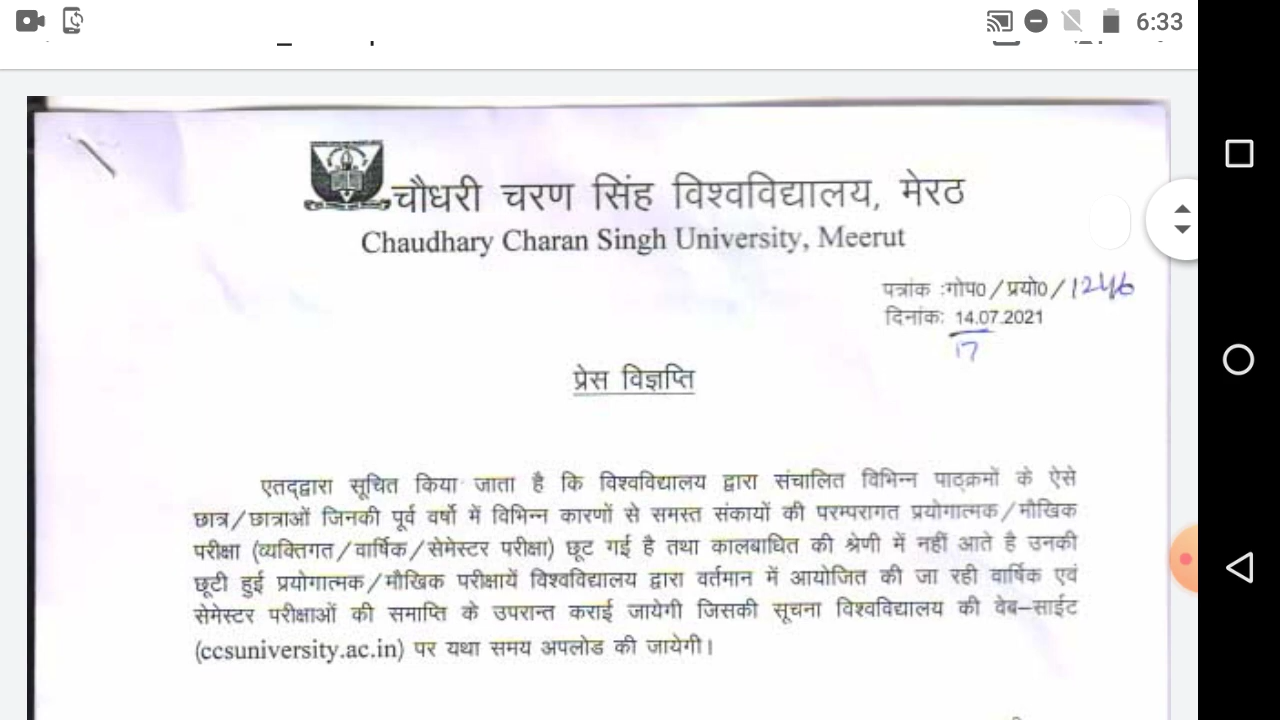 6:33
चौधरी चरण सिंह विश्वविद्यालय, मेरठ
Chaudhary Charan Singh University, Meerut
पत्रांक :गोप0/प्रयो0/1246
दिनांक: 14.07.2021
17
प्रेस विज्ञप्ति
एतद्द्वारा सूचित किया जाता है कि विश्वविद्यालय द्वारा संचालित विभिन्न पाठ्क्रमों के ऐसे
छात्र/छात्राओं जिनकी पूर्व वर्षो में विभिन्न कारणों से समस्त संकायों की परम्परागत प्रयोगात्मक/मौखिक
परीक्षा (व्यक्तिगत/वार्षिक/सेमेस्टर परीक्षा) छूट गई है तथा कालबाधित की श्रेणी में नहीं आते है उनकी
छूटी हुई प्रयोगात्मक/मौखिक परीक्षायें विश्वविद्यालय द्वारा वर्तमान में आयोजित की जा रही वार्षिक एवं
सेमेस्टर परीक्षाओं की समाप्ति के उपरान्त कराई जायेगी जिसकी सूचना विश्वविद्यालय की वेब–साईट
(ccsuniversity.ac.in) पर यथा समय अपलोड की जायेगी।